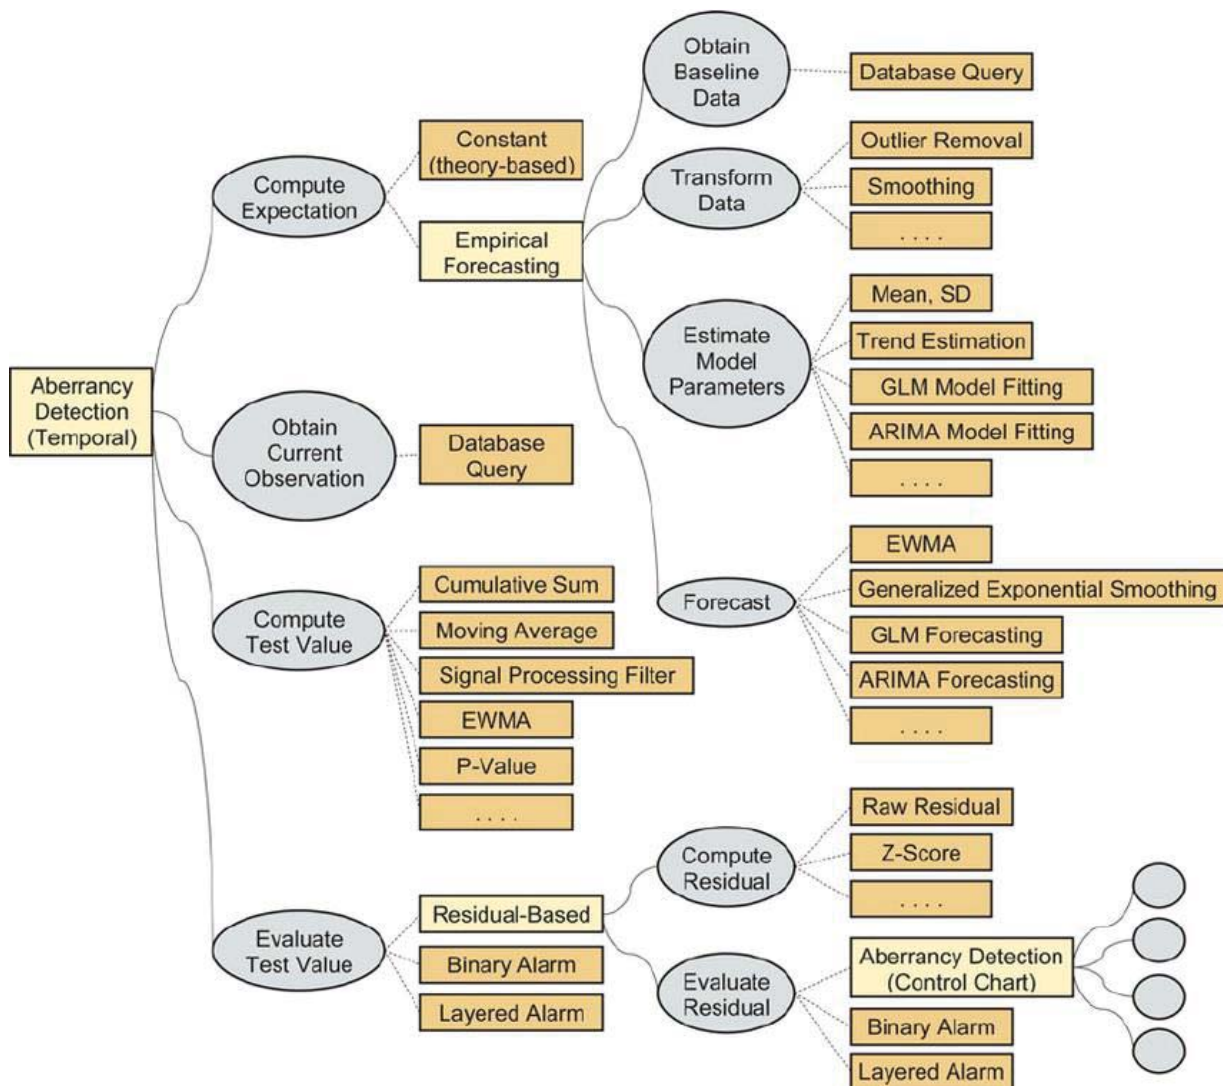 Aberrancy
Detection
(Temporal)
Compute
Expectation
Constant
(theory-based)
Empirical
Forecasting
Obtain
Baseline
Data
Database Query
Transform
Data
Outlier Removal
Smoothing
. . . .
Estimate
Model
Parameters
Mean, SD
Trend Estimation
GLM Model Fitting
ARIMA Model Fitting
. . . .
Forecast
EWMA
Generalized Exponential Smoothing
GLM Forecasting
ARIMA Forecasting
. . . .
Obtain
Current
Observation
Database
Query
Compute
Test Value
Cumulative Sum
Moving Average
Signal Processing Filter
EWMA
P-Value
. . . .
Evaluate
Test Value
Residual-Based
Binary Alarm
Layered Alarm
Compute
Residual
Raw Residual
Z-Score
. . . .
Evaluate
Residual
Aberrancy Detection
(Control Chart)
Binary Alarm
Layered Alarm